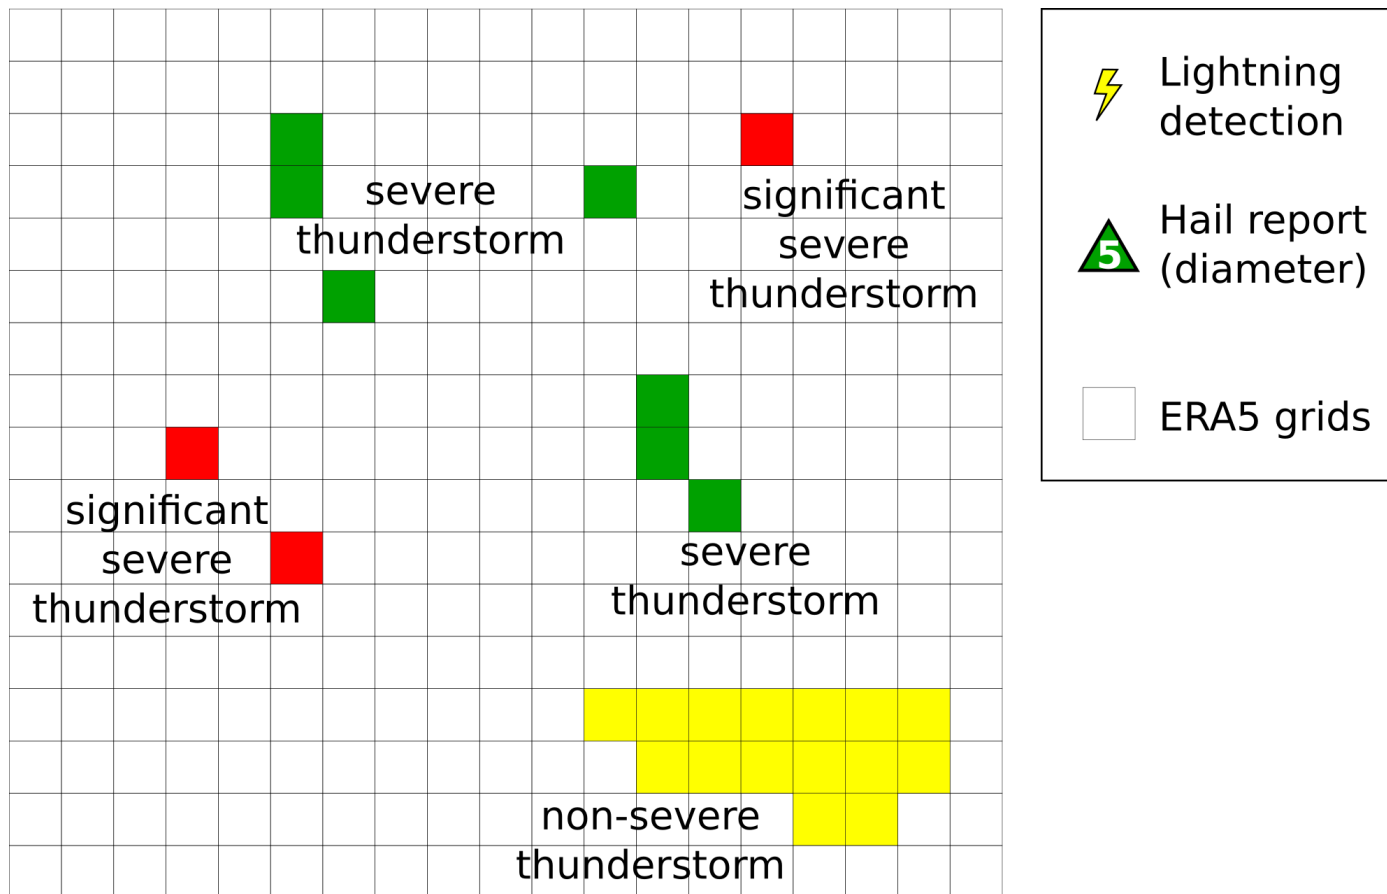 severe
thunderstorm
significant
severe
thunderstorm
significant
severe
thunderstorm
severe
thunderstorm
non-severe
thunderstorm
Lightning
detection
5
Hail report
(diameter)
ERA5 grids